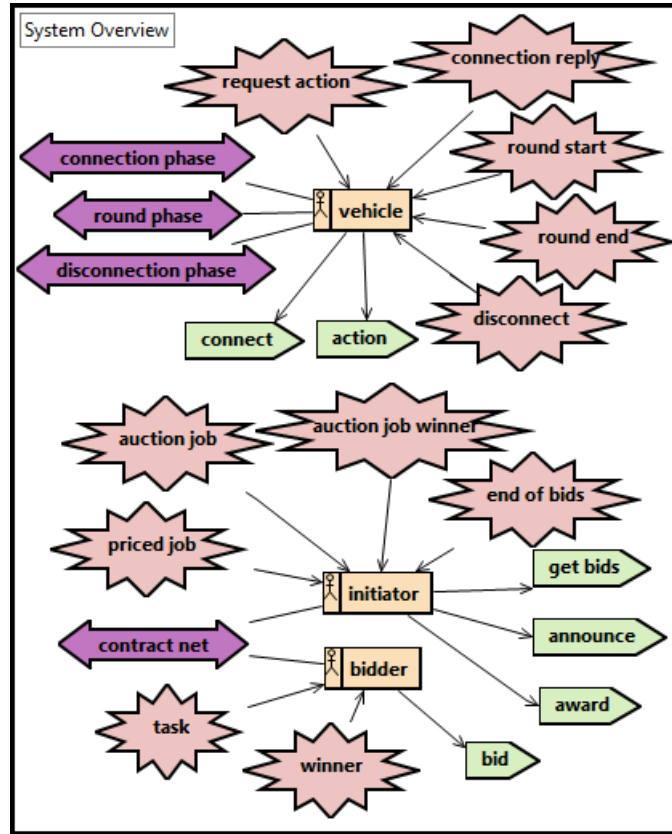 System Overview
request action
connection reply
connection phase
round start
round phase
vehicle
round end
disconnection phase
disconnect
connect
action
auction job
auction job winner
end of bids
priced job
get bids
initiator
announce
contract net
bidder
award
task
winner
bid